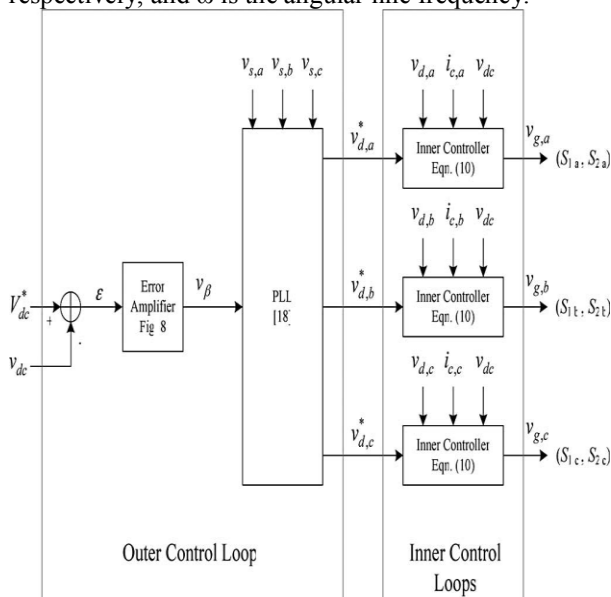 respectively, and ω is the angular line frequency.
v_{s,a} v_{s,b} v_{s,c}
v_{d,a} i_{c,a} v_{dc}
v^*_{d,a}
Inner Controller
Eqn. (10)
v_{g,a}
(S_{1a}, S_{2a})
v_{d,b} i_{c,b} v_{dc}
V^*_{dc}
+
-
ε
v_{dc}
Error
Amplifier
Fig 8
v_β
PLL
[18]
v^*_{d,b}
Inner Controller
Eqn. (10)
v_{g,b}
(S_{1b}, S_{2b})
v_{d,c} i_{c,c} v_{dc}
v^*_{d,c}
Inner Controller
Eqn. (10)
v_{g,c}
(S_{1c}, S_{2c})
Outer Control Loop
Inner Control
Loops